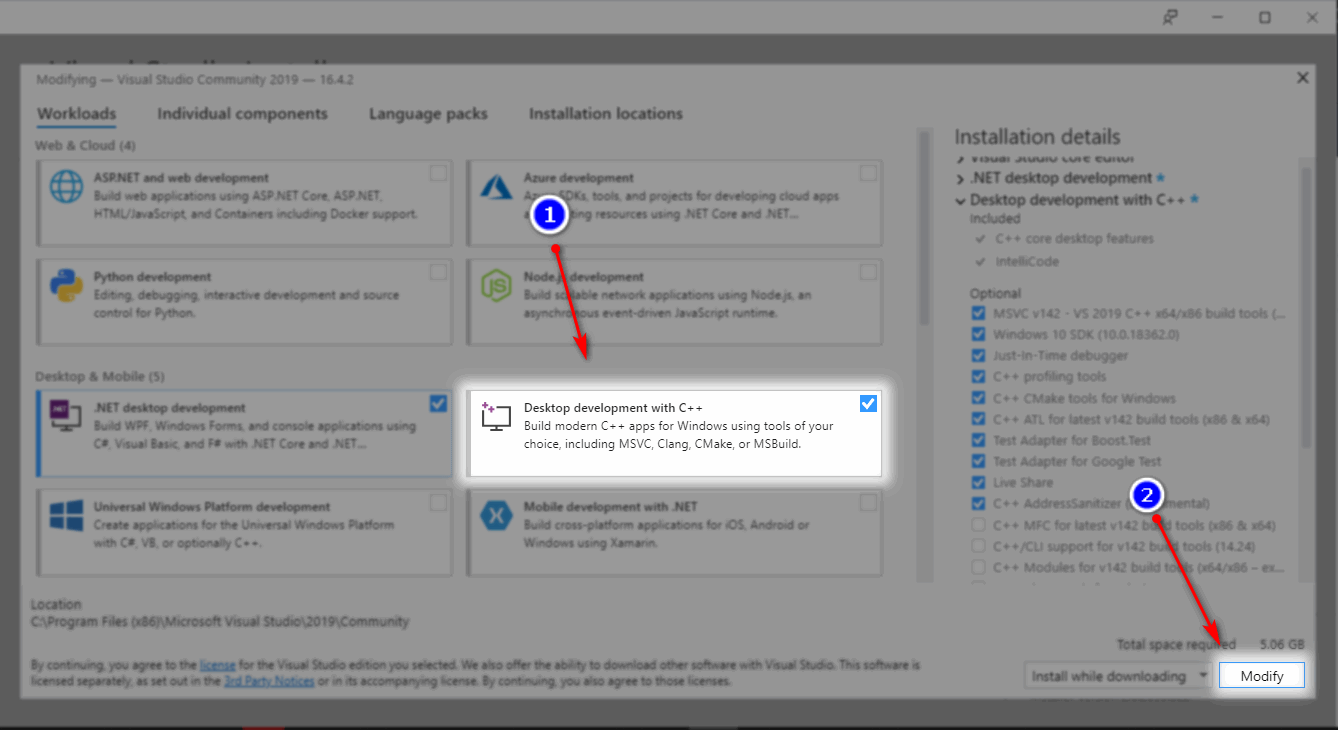 Modifying — Visual Studio Community 2019 — 16.4.2
Workloads
Individual components
Language packs
Installation locations
Web & Cloud (4)
ASP.NET and web development
Build web applications using ASP.NET Core, ASP.NET,
HTML/JavaScript, and Containers including Docker support.
Azure development
SDKs, tools, and projects for developing cloud apps
resources using .NET Core and .NET...
1
Python development
Editing, debugging, interactive development and source
control for Python.
Node.js development
Build scalable network applications using Node.js, an
asynchronous event-driven JavaScript runtime.
Desktop & Mobile (5)
.NET
.NET desktop development
Build WPF, Windows Forms, and console applications using
C#, Visual Basic, and F# with .NET Core and .NET...
Desktop development with C++
Build modern C++ apps for Windows using tools of your
choice, including MSVC, Clang, CMake, or MSBuild.
Universal Windows Platform development
Create applications for the Universal Windows Platform
with C#, VB, or optionally C++.
Mobile development with .NET
Build cross-platform applications for iOS, Android or
Windows using Xamarin.
Location
C:\Program Files (x86)\Microsoft Visual Studio\2019\Community
By continuing, you agree to the license for the Visual Studio edition you selected. We also offer the ability to download other software with Visual Studio. This software is
licensed separately, as set out in the 3rd Party Notices or in its accompanying license. By continuing, you also agree to those licenses.
Installation details
Visual Studio core editor
.NET desktop development *
Desktop development with C++ *
Included
C++ core desktop features
IntelliCode
Optional
MSVC v142 - VS 2019 C++ x64/x86 build tools (...
Windows 10 SDK (10.0.18362.0)
Just-In-Time debugger
C++ profiling tools
C++ CMake tools for Windows
C++ ATL for latest v142 build tools (x86 & x64)
Test Adapter for Boost.Test
Test Adapter for Google Test
Live Share
C++ AddressSanitizer
2
C++ MFC for latest v142 build tools (x86 & x64)
C++/CLI support for v142 build tools (14.24)
C++ Modules for v142 build tools (x64/x86 – ex...
Total space required 5.06 GB
Install while downloading
Modify